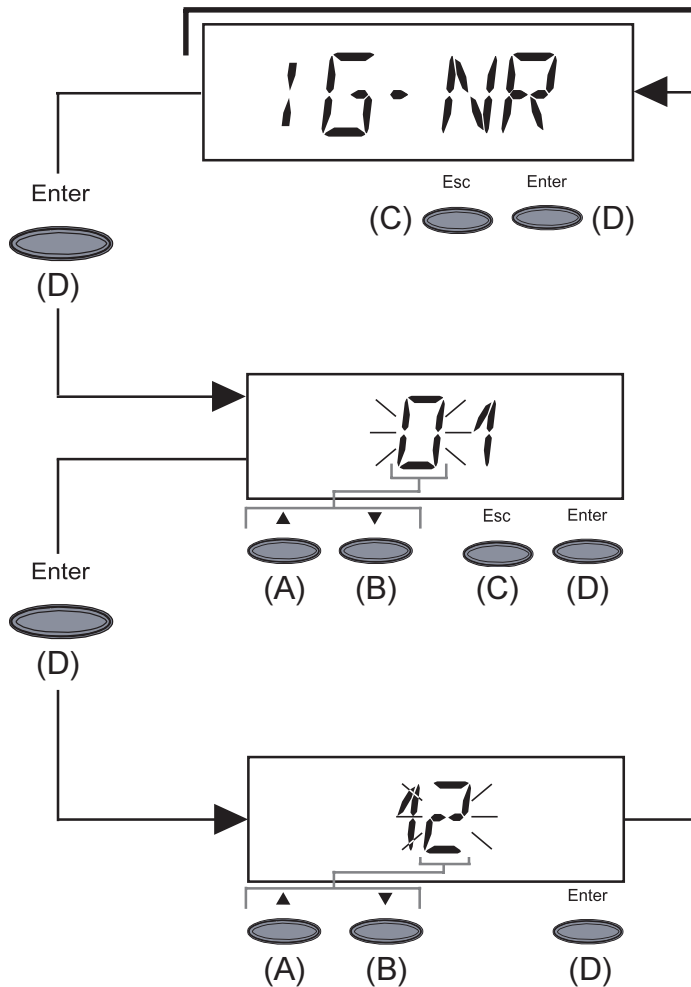 IG-NR
Enter
Esc Enter
(C) (D)
(D)
01
▲ ▼ Esc Enter
Enter
(A) (B) (C) (D)
(D)
12
▲ ▼ Enter
(A) (B) (D)